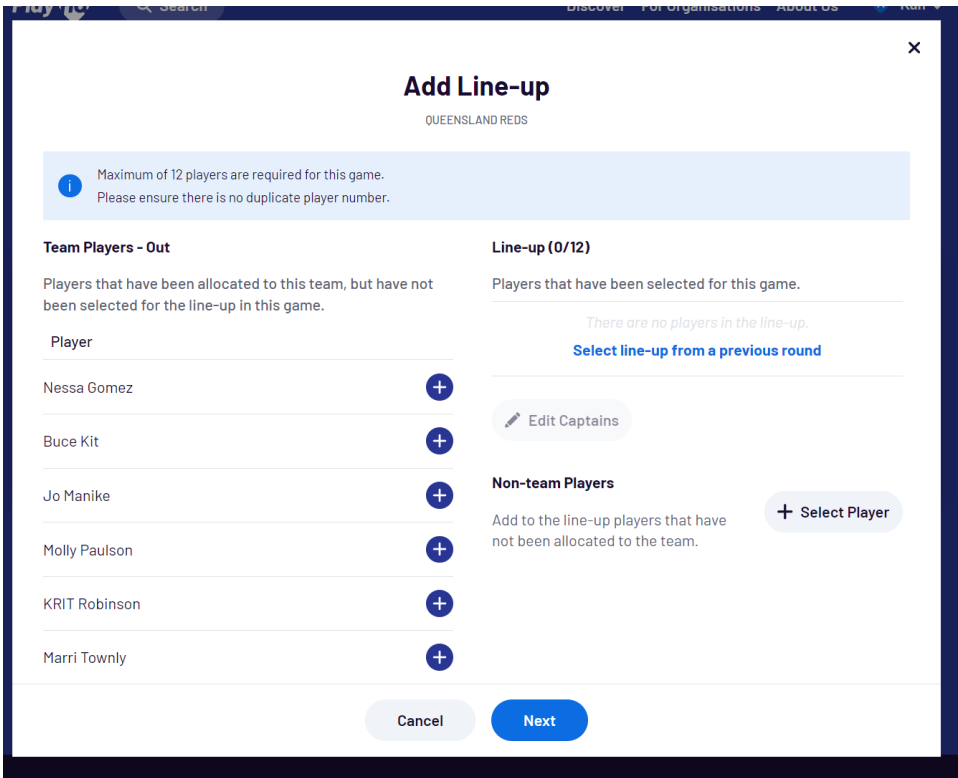 Play
Search
Discover For Organisations About Us
Add Line-up
QUEENSLAND REDS
Maximum of 12 players are required for this game.
Please ensure there is no duplicate player number.
Team Players - Out
Players that have been allocated to this team, but have not
been selected for the line-up in this game.
Player
Nessa Gomez
Buce Kit
Jo Manike
Molly Paulson
KRIT Robinson
Marri Townly
Line-up (0/12)
Players that have been selected for this game.
There are no players in the line-up.
Select line-up from a previous round
Edit Captains
Non-team Players
Add to the line-up players that have
not been allocated to the team.
Select Player
Cancel
Next